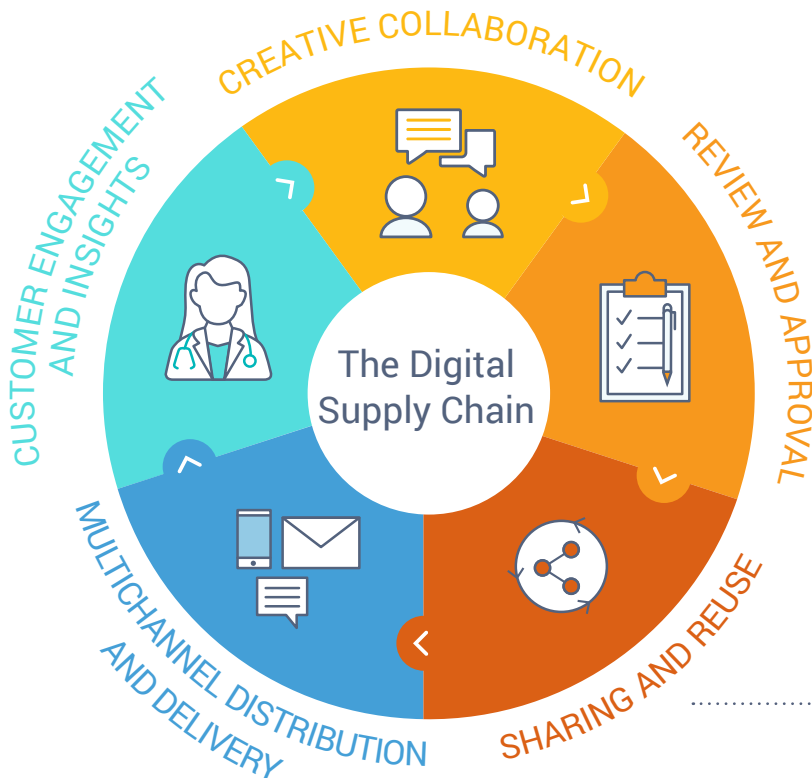 CREATIVE COLLABORATION
REVIEW AND APPROVAL
SHARING AND REUSE
MULTICHANNEL DISTRIBUTION
AND DELIVERY
CUSTOMER ENGAGEMENT
AND INSIGHTS
The Digital
Supply Chain